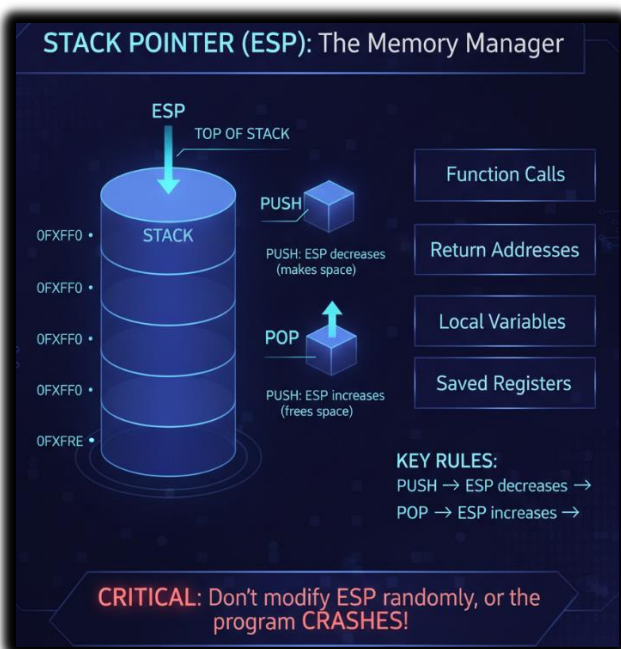 STACK POINTER (ESP): The Memory Manager
ESP
TOP OF STACK
STACK
0FXFF0
0FXFF0
0FXFF0
0FXFF0
0FXFRE
PUSH
PUSH: ESP decreases
(makes space)
POP
PUSH: ESP increases
(frees space)
Function Calls
Return Addresses
Local Variables
Saved Registers
KEY RULES:
PUSH → ESP decreases →
POP → ESP increases →
CRITICAL: Don't modify ESP randomly, or the
program CRASHES!